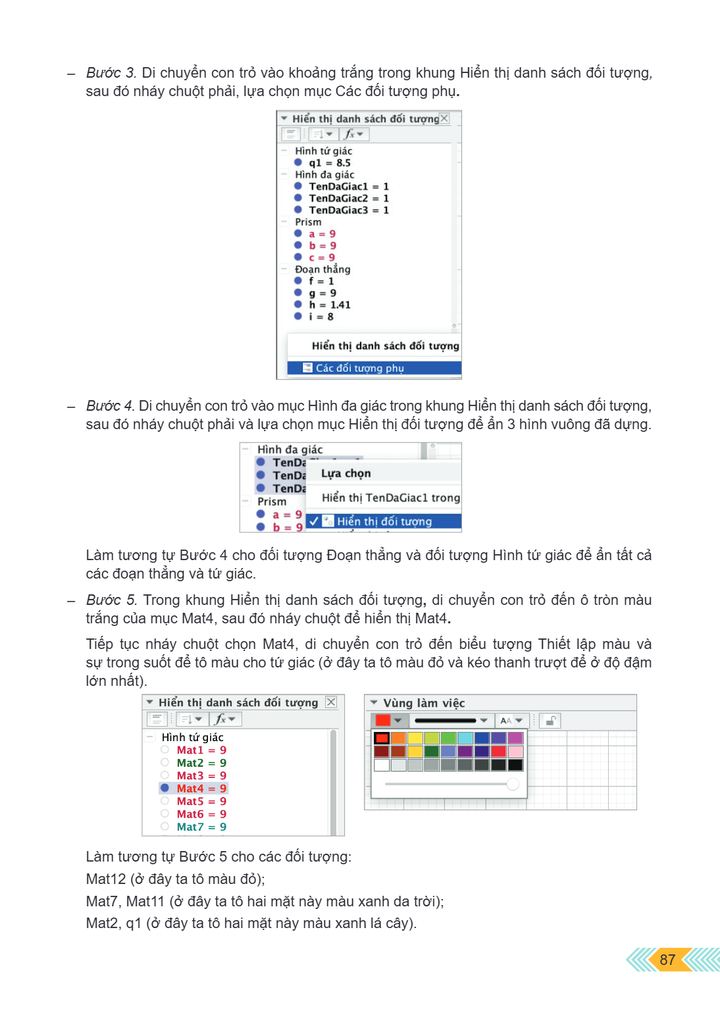 – Bước 3. Di chuyển con trỏ vào khoảng trắng trong khung Hiển thị danh sách đối tượng,
sau đó nháy chuột phải, lựa chọn mục Các đối tượng phụ.
Hiển thị danh sách đối tượng
fx
Hình tứ giác
q1 = 8.5
Hình đa giác
TenDaGiac1 = 1
TenDaGiac2 = 1
TenDaGiac3 = 1
Prism
a = 9
b = 9
c = 9
Đoạn thẳng
f = 1
g = 9
h = 1.41
i = 8
Hiển thị danh sách đối tượng
Các đối tượng phụ
– Bước 4. Di chuyển con trỏ vào mục Hình đa giác trong khung Hiển thị danh sách đối tượng,
sau đó nháy chuột phải và lựa chọn mục Hiển thị đối tượng để ẩn 3 hình vuông đã dựng.
Hình đa giác
TenDa
TenDa
TenDa
Prism
a = 9
b = 9
Lựa chọn
Hiển thị TenDaGiac1 trong
Hiển thị đối tượng
Làm tương tự Bước 4 cho đối tượng Đoạn thẳng và đối tượng Hình tứ giác để ẩn tất cả
các đoạn thẳng và tứ giác.
– Bước 5. Trong khung Hiển thị danh sách đối tượng, di chuyển con trỏ đến ô tròn màu
trắng của mục Mat4, sau đó nháy chuột để hiển thị Mat4.
Tiếp tục nháy chuột chọn Mat4, di chuyển con trỏ đến biểu tượng Thiết lập màu và
sự trong suốt để tô màu cho tứ giác (ở đây ta tô màu đỏ và kéo thanh trượt để ở độ đậm
lớn nhất).
Hiển thị danh sách đối tượng
fx
Hình tứ giác
Mat1 = 9
Mat2 = 9
Mat3 = 9
Mat4 = 9
Mat5 = 9
Mat6 = 9
Mat7 = 9
Vùng làm việc
AA
Làm tương tự Bước 5 cho các đối tượng:
Mat12 (ở đây ta tô màu đỏ);
Mat7, Mat11 (ở đây ta tô hai mặt này màu xanh da trời);
Mat2, q1 (ở đây ta tô hai mặt này màu xanh lá cây).
87